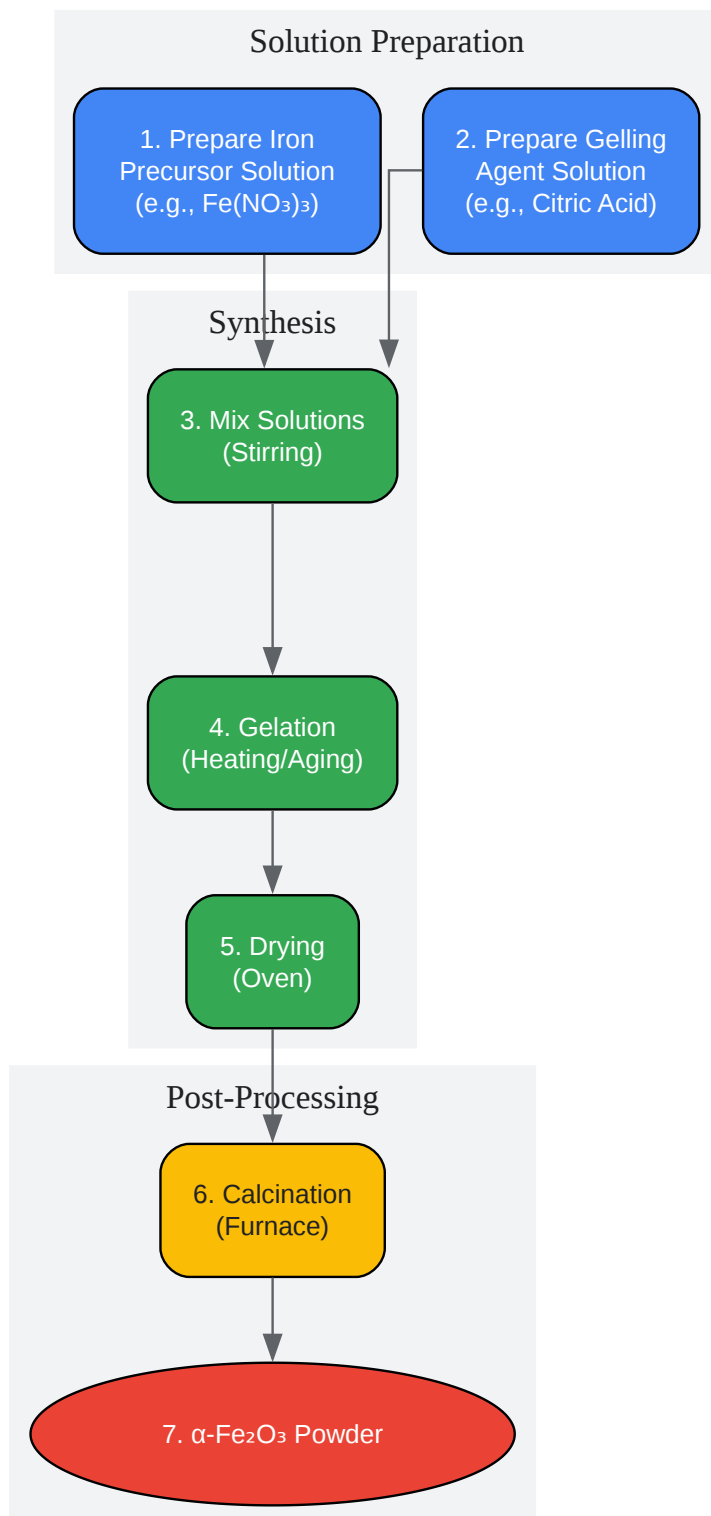 Solution Preparation
1. Prepare Iron
Precursor Solution
(e.g., Fe(NO₃)₃)
2. Prepare Gelling
Agent Solution
(e.g., Citric Acid)
Synthesis
3. Mix Solutions
(Stirring)
4. Gelation
(Heating/Aging)
5. Drying
(Oven)
Post-Processing
6. Calcination
(Furnace)
7. α-Fe₂O₃ Powder